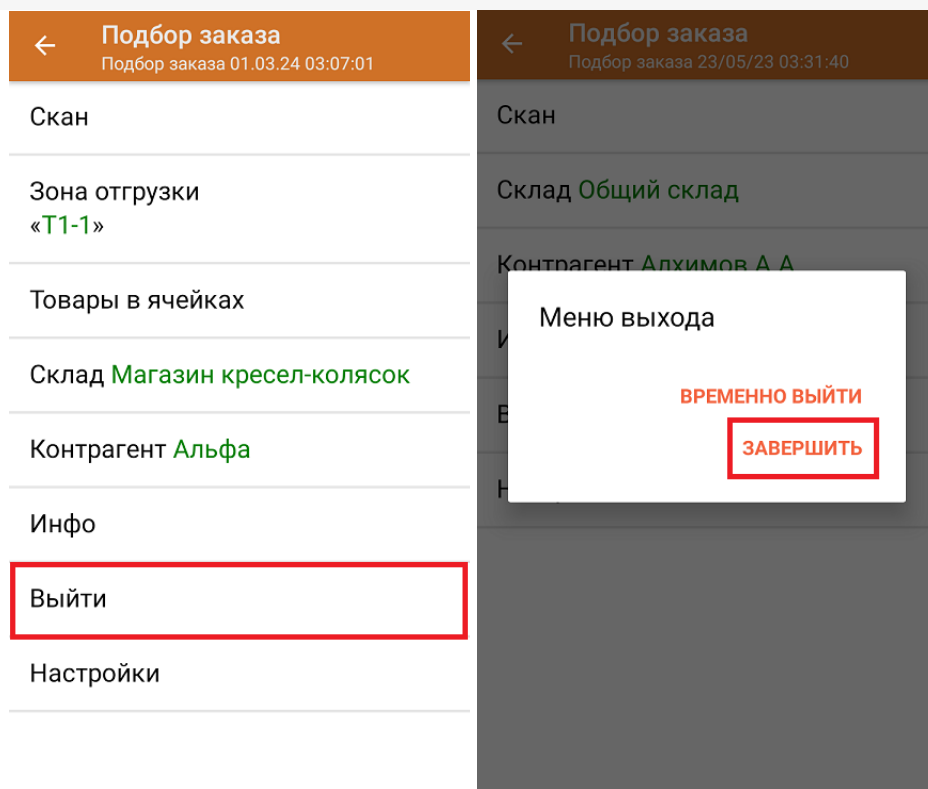 Подбор заказа
Подбор заказа 01.03.24 03:07:01
Скан
Зона отгрузки
«Т1-1»
Товары в ячейках
Склад Магазин кресел-колясок
Контрагент Альфа
Инфо
Выйти
Настройки
Подбор заказа
Подбор заказа 23/05/23 03:31:40
Скан
Склад Общий склад
Контрагент Алхимов А.А.
Меню выхода
ВРЕМЕННО ВЫЙТИ
ЗАВЕРШИТЬ